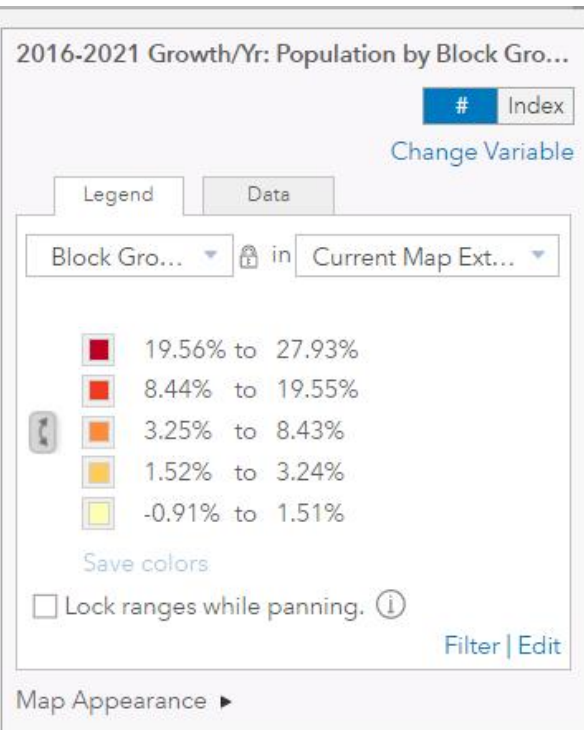 2016-2021 Growth/Yr: Population by Block Gro...
# Index
Change Variable
Legend Data
Block Gro... in Current Map Ext...
19.56% to 27.93%
8.44% to 19.55%
3.25% to 8.43%
1.52% to 3.24%
-0.91% to 1.51%
Save colors
Lock ranges while panning. i
Filter | Edit
Map Appearance ▸